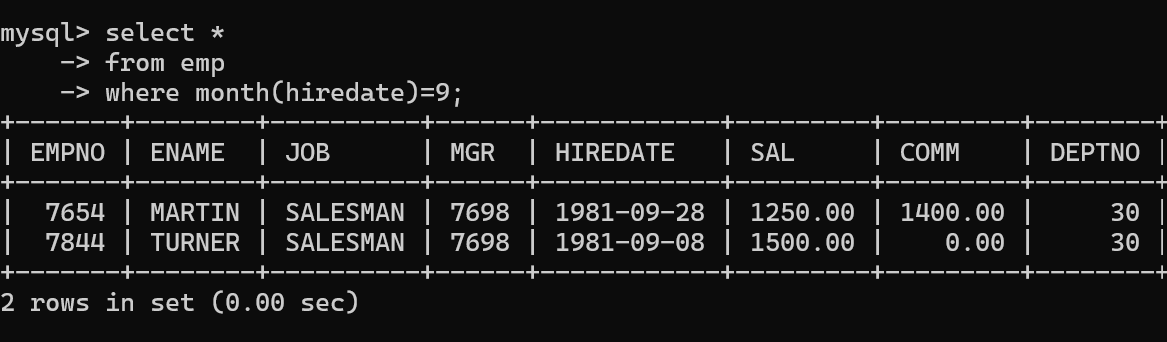 mysql> select *
    -> from emp
    -> where month(hiredate)=9;
+-------+--------+----------+------+------------+---------+---------+--------+
| EMPNO | ENAME  | JOB      | MGR  | HIREDATE   | SAL     | COMM    | DEPTNO |
+-------+--------+----------+------+------------+---------+---------+--------+
|  7654 | MARTIN | SALESMAN | 7698 | 1981-09-28 | 1250.00 | 1400.00 |     30 |
|  7844 | TURNER | SALESMAN | 7698 | 1981-09-08 | 1500.00 |    0.00 |     30 |
+-------+--------+----------+------+------------+---------+---------+--------+
2 rows in set (0.00 sec)